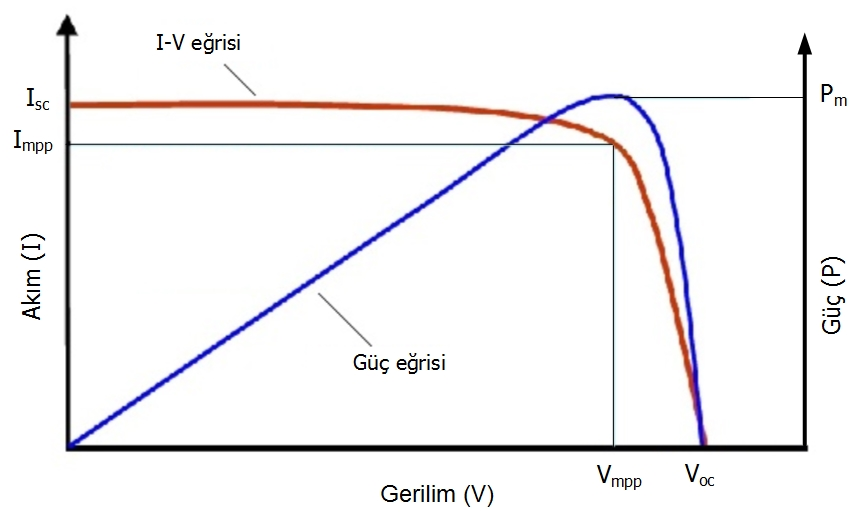 I-V eğrisi
Isc
Pm
Impp
Akım (I)
Güç (P)
Güç eğrisi
Vmpp
Voc
Gerilim (V)